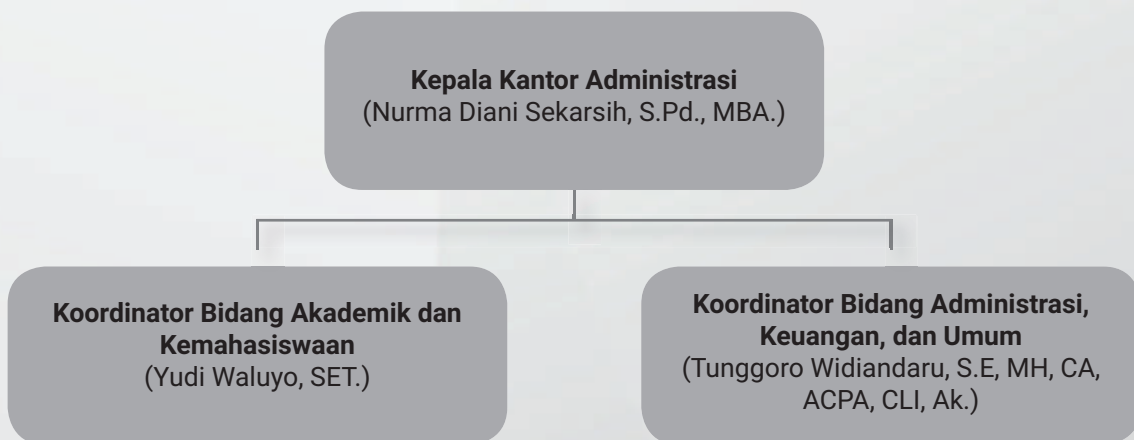 Kepala Kantor Administrasi
(Nurma Diani Sekarsih, S.Pd., MBA.)
Koordinator Bidang Akademik dan
Kemahasiswaan
(Yudi Waluyo, SET.)
Koordinator Bidang Administrasi,
Keuangan, dan Umum
(Tunggoro Widiandaru, S.E, MH, CA,
ACPA, CLI, Ak.)